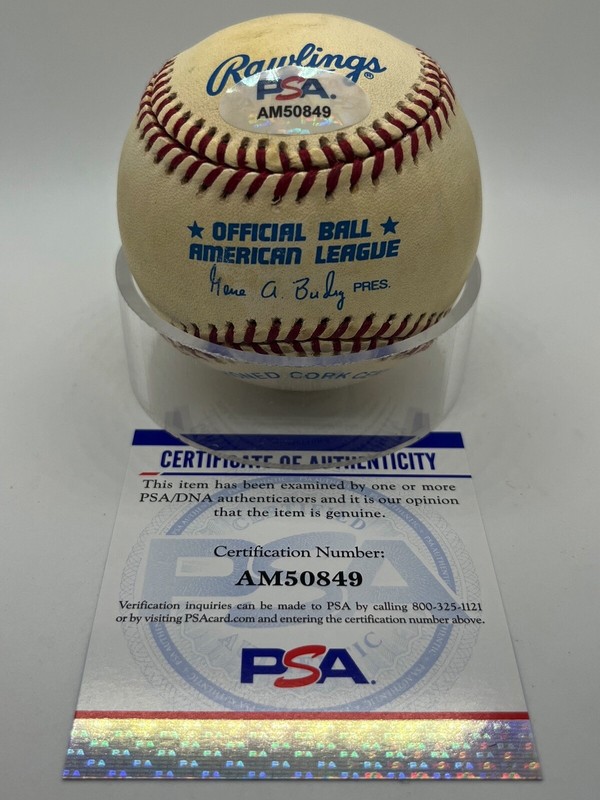 Rawlings®
PSA.
AM50849
★ OFFICIAL BALL ★
AMERICAN LEAGUE
Gene A. Budig PRES.
CORK
CERTIFICATE OF AUTHENTICITY
This item has been examined by one or more
PSA/DNA authenticators and it is our opinion
that the item is genuine.
Certification Number:
AM50849
Verification inquiries can be made to PSA by calling 800-325-1121
or by visiting PSAcard.com and entering the certification number above.
PSA.